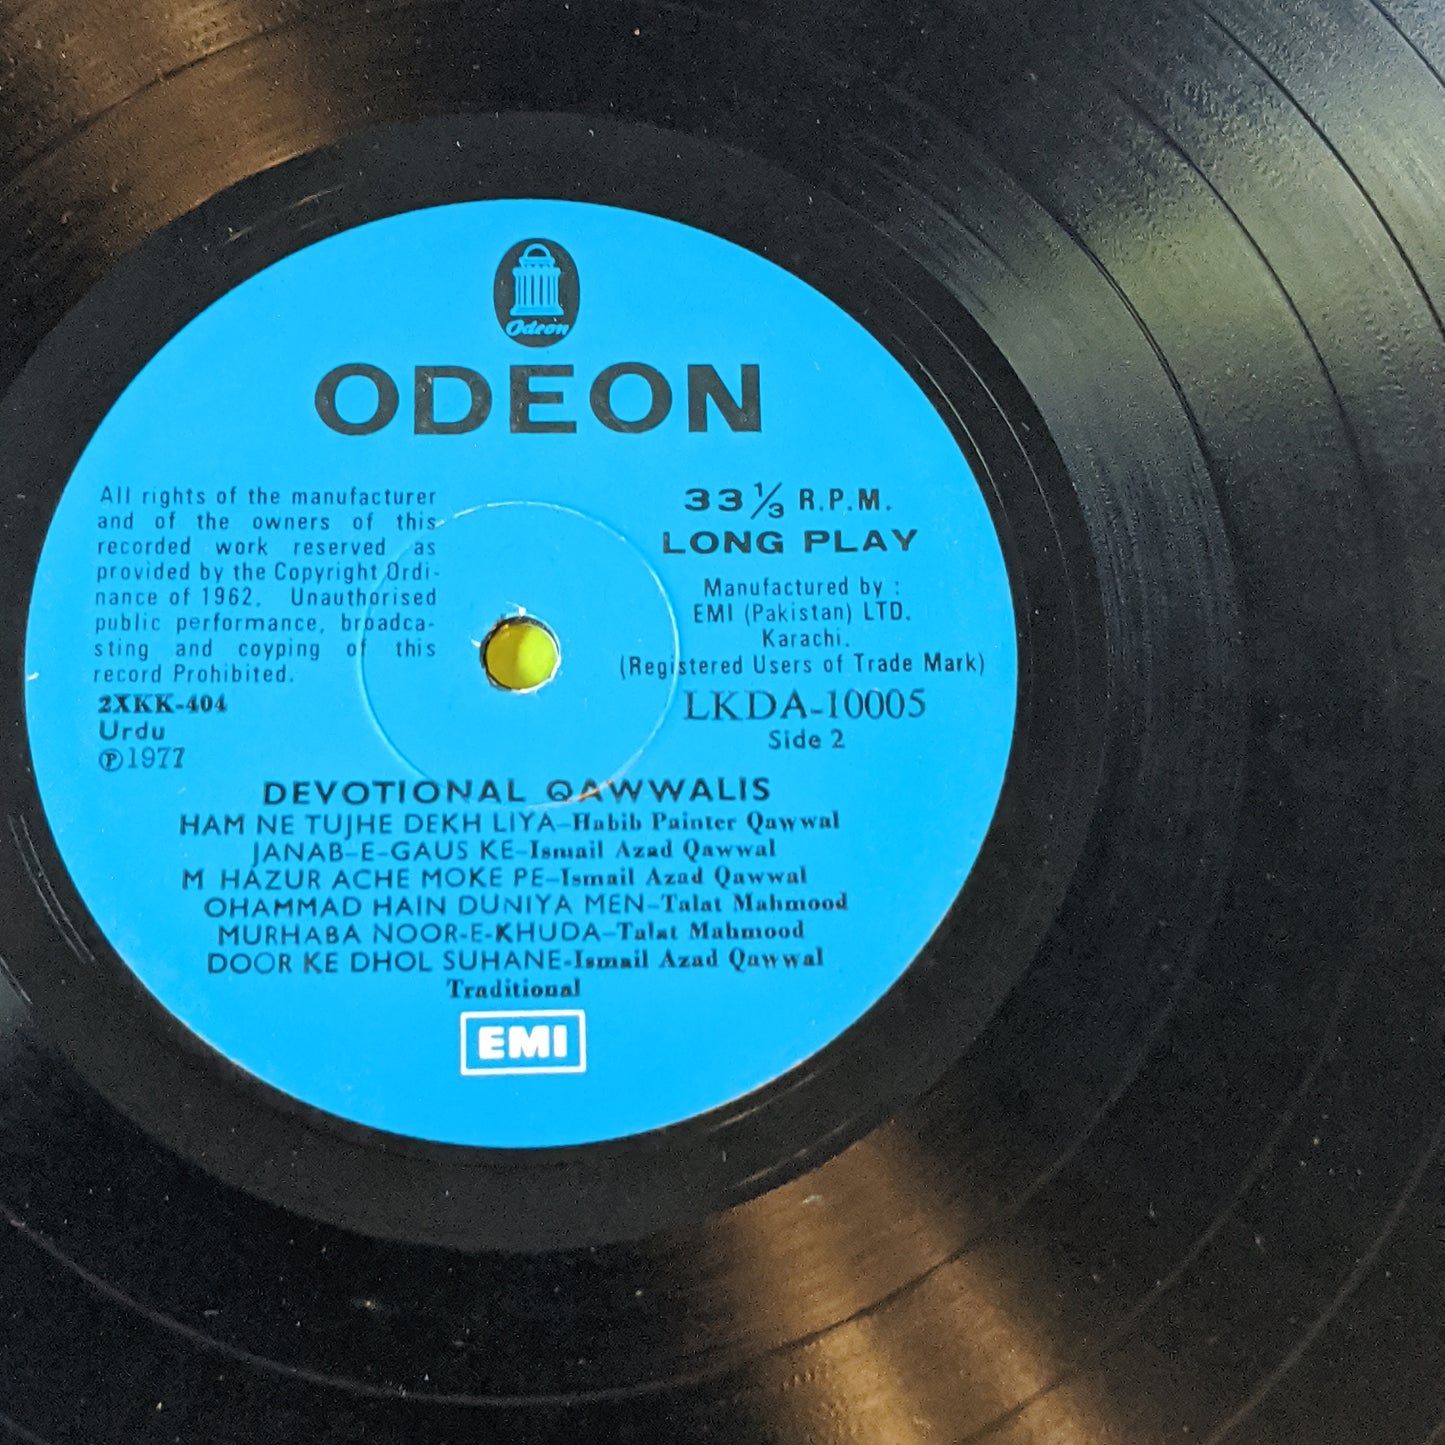 Odeon
ODEON
All rights of the manufacturer
and of the owners of this
recorded work reserved as
provided by the Copyright Ordi-
nance of 1962. Unauthorised
public performance, broadca-
sting and coyping of this
record Prohibited.
2XKK-404
Urdu
Ⓟ1977
33 1/3 R.P.M.
LONG PLAY
Manufactured by :
EMI (Pakistan) LTD.
Karachi.
(Registered Users of Trade Mark)
LKDA-10005
Side 2
DEVOTIONAL QAWWALIS
HAM NE TUJHE DEKH LIYA-Habib Painter Qawwal
JANAB-E-GAUS KE-Ismail Azad Qawwal
M HAZUR ACHE MOKE PE-Ismail Azad Qawwal
OHAMMAD HAIN DUNIYA MEN-Talat Mahmood
MURHABA NOOR-E-KHUDA-Talat Mahmood
DOOR KE DHOL SUHANE-Ismail Azad Qawwal
Traditional
EMI